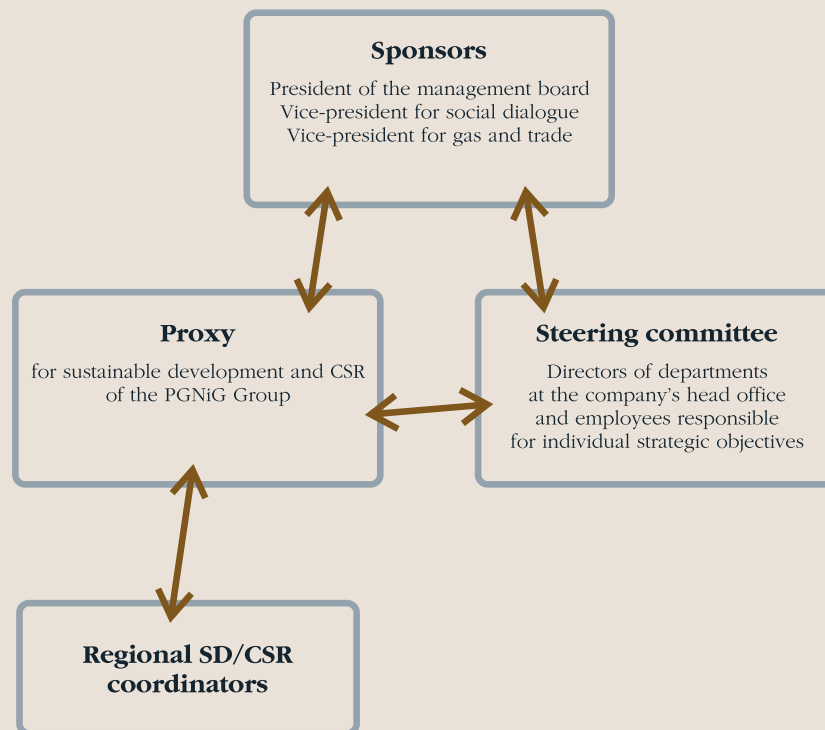 Sponsors
President of the management board
Vice-president for social dialogue
Vice-president for gas and trade
Proxy
for sustainable development and CSR
of the PGNiG Group
Steering committee
Directors of departments
at the company's head office
and employees responsible
for individual strategic objectives
Regional SD/CSR
coordinators